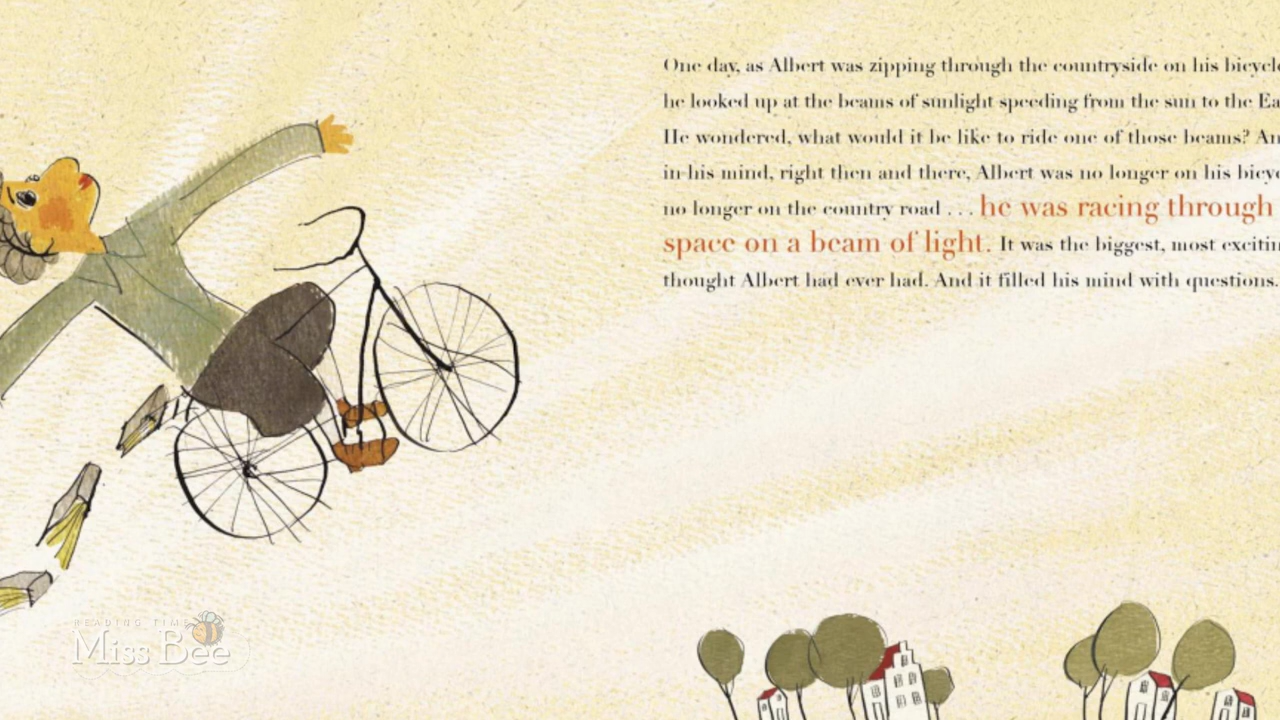 One day, as Albert was zipping through the countryside on his bicycle
he looked up at the beams of sunlight speeding from the sun to the Ea
He wondered, what would it be like to ride one of those beams? An
in his mind, right then and there, Albert was no longer on his bicyc
no longer on the country road . . . he was racing through
space on a beam of light. It was the biggest, most excitin
thought Albert had ever had. And it filled his mind with questions.
READING TIME
Miss Bee